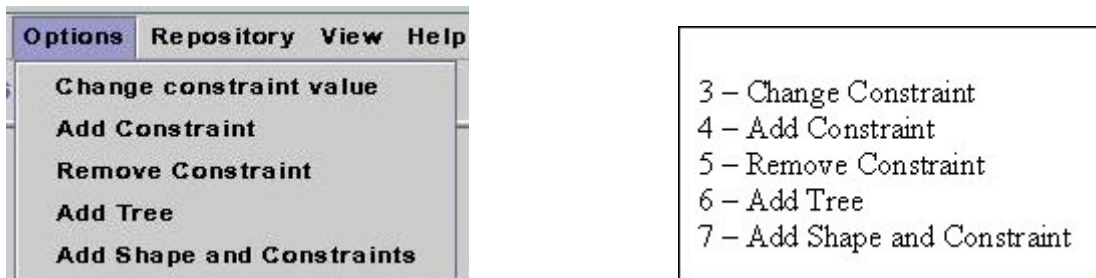 Options Repository View Help
Change constraint value
Add Constraint
Remove Constraint
Add Tree
Add Shape and Constraints
3 – Change Constraint
4 – Add Constraint
5 – Remove Constraint
6 – Add Tree
7 – Add Shape and Constraint